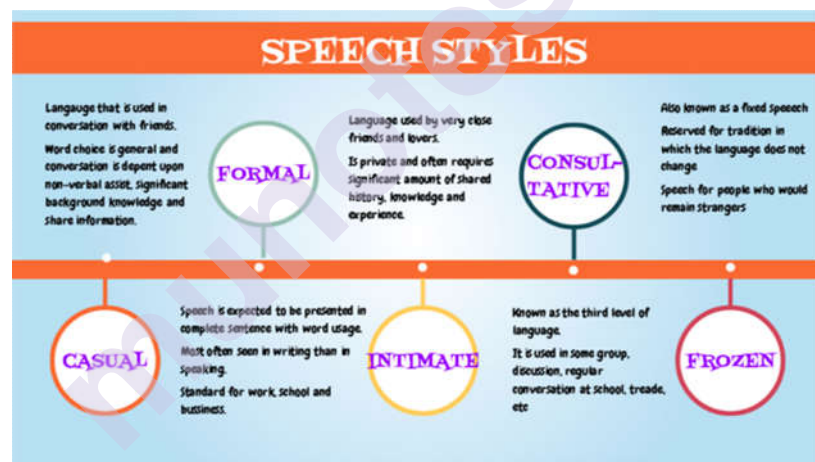 SPEECH STYLES
Langauge that is used in
conversation with friends.
Word choice is general and
conversation is depent upon
non-verbal assist, significant
background knowledge and
share information.
FORMAL
Language used by very close
friends and lovers.
Is private and often requires
significant amount of shared
history, knowledge and
experience.
CONSUL-
TATIVE
Also known as a fixed speeech
Reserved for tradition in
which the language does not
change
Speech for people who would
remain strangers
CASUAL
Speech is expected to be presented in
complete sentence with word usage.
Most often seen in writing than in
speaking.
Standard for work, school and
bussiness.
INTIMATE
Known as the third level of
language.
It is used in some group,
discussion, regular
conversation at school, treade,
etc
FROZEN
munotes